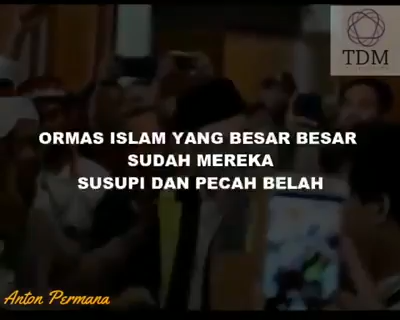 TDM
ORMAS ISLAM YANG BESAR BESAR
SUDAH MEREKA
SUSUPI DAN PECAH BELAH
Anton Permana